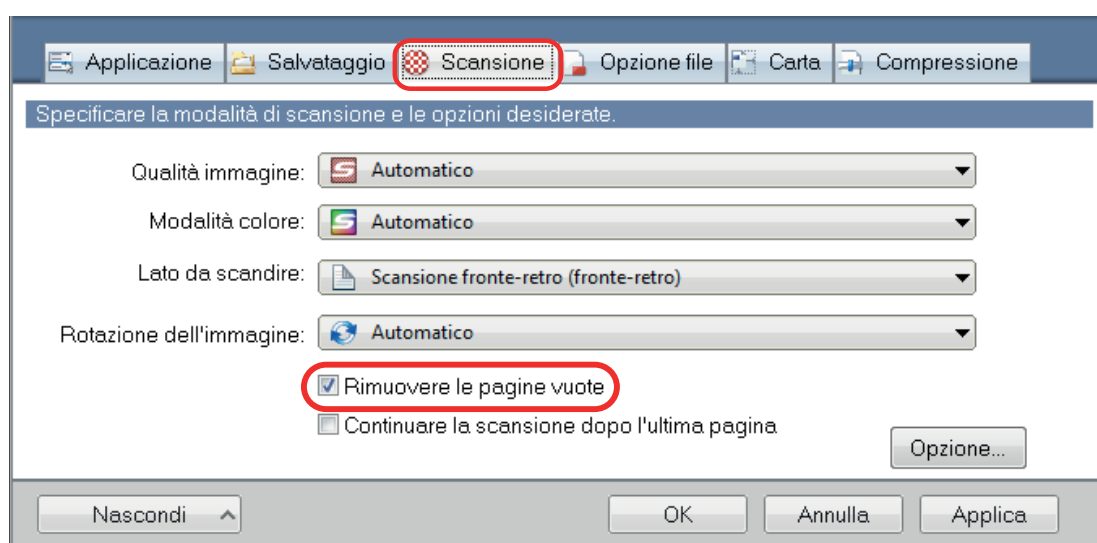 Applicazione Salvataggio Scansione Opzione file Carta Compressione
Specificare la modalità di scansione e le opzioni desiderate.
Qualità immagine: Automatico
Modalità colore: Automatico
Lato da scandire: Scansione fronte-retro (fronte-retro)
Rotazione dell'immagine: Automatico
Rimuovere le pagine vuote
Continuare la scansione dopo l'ultima pagina
Opzione...
Nascondi OK Annulla Applica